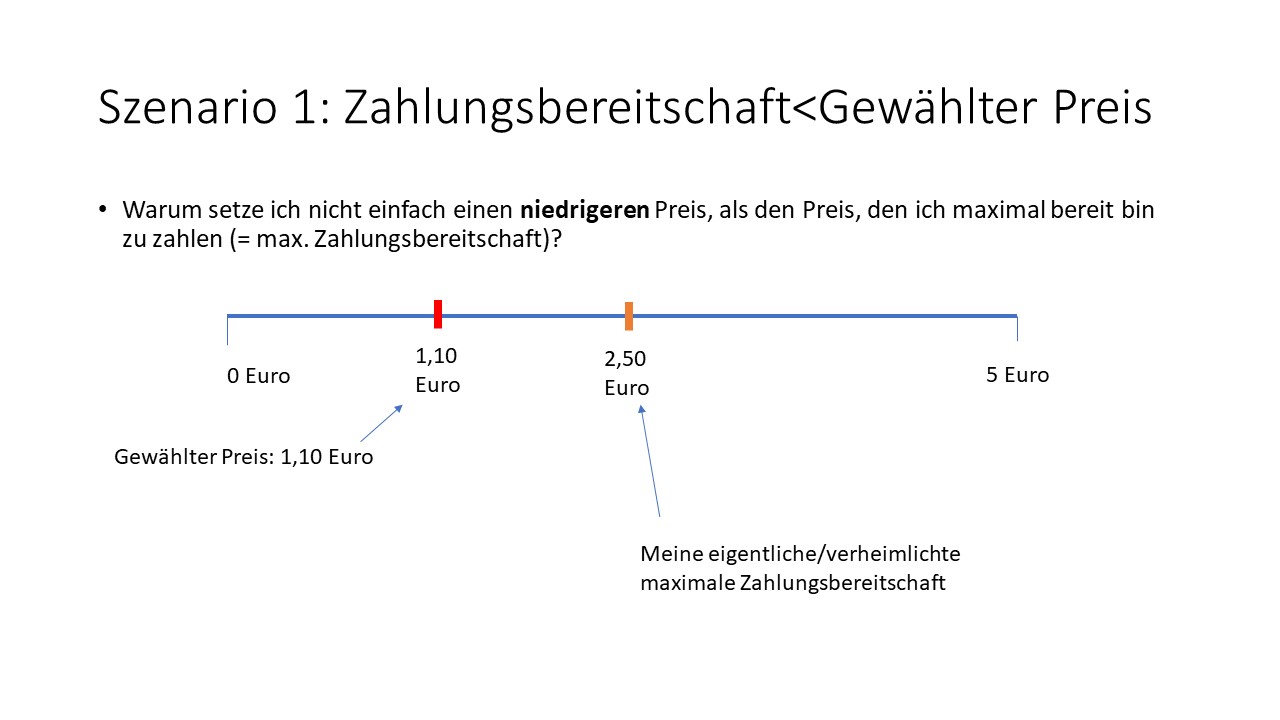 Szenario 1: Zahlungsbereitschaft<Gewählter Preis
• Warum setze ich nicht einfach einen niedrigeren Preis, als den Preis, den ich maximal bereit bin
zu zahlen (= max. Zahlungsbereitschaft)?
0 Euro
1,10
Euro
2,50
Euro
5 Euro
Gewählter Preis: 1,10 Euro
Meine eigentliche/verheimlichte
maximale Zahlungsbereitschaft